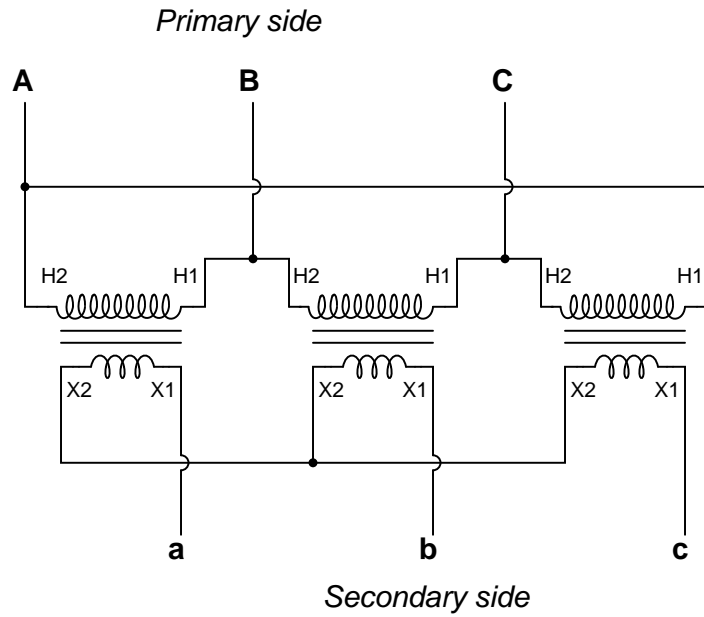 Primary side
A B C
H2 H1 H2 H1 H2 H1
X2 X1 X2 X1 X2 X1
a b c
Secondary side